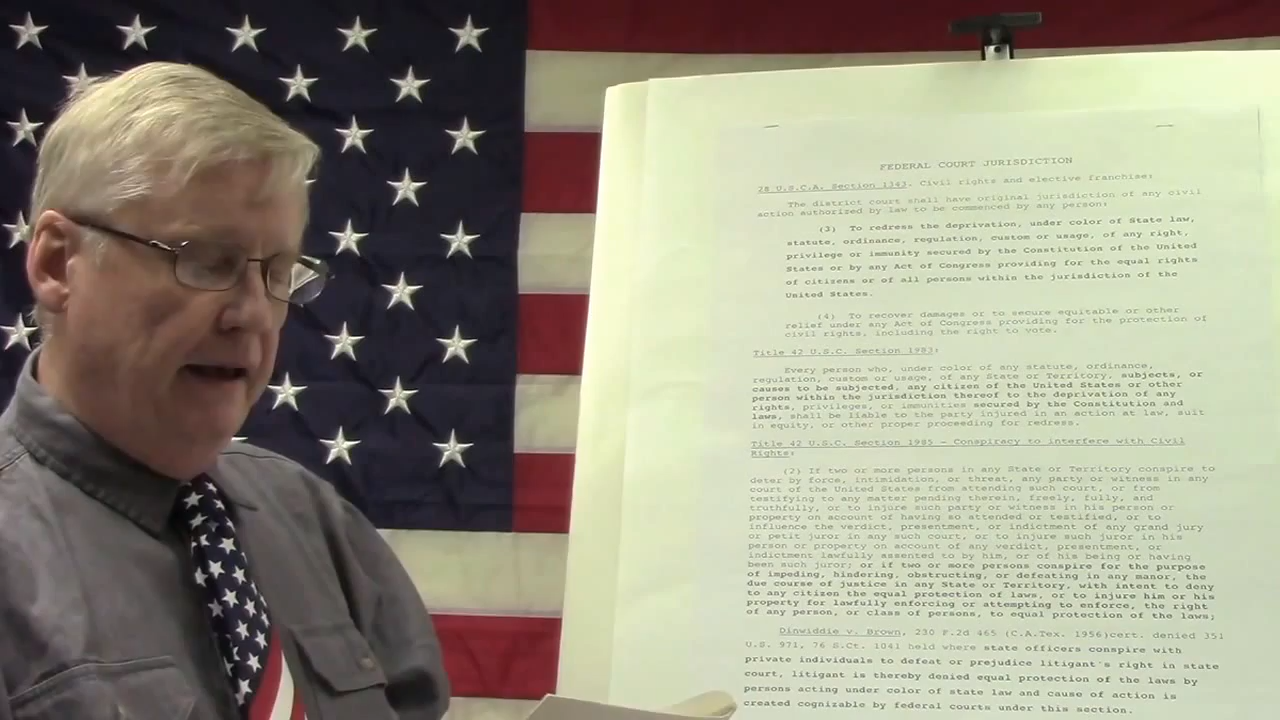 FEDERAL COURT JURISDICTION
28 U.S.C.A. Section 1343. Civil rights and elective franchise:
The district court shall have original jurisdiction of any civil
action authorized by law to be commenced by any person:
(3) To redress the deprivation, under color of State law,
statute, ordinance, regulation, custom or usage, of any right,
privilege or immunity secured by the Constitution of the United
States or by any Act of Congress providing for the equal rights
of citizens or of all persons within the jurisdiction of the
United States.
(4) To recover damages or to secure equitable or other
relief under any Act of Congress providing for the protection of
civil rights, including the right to vote.
Title 42 U.S.C. Section 1983:
Every person who, under color of any statute, ordinance,
regulation, custom or usage, of any State or Territory, subjects, or
causes to be subjected, any citizen of the United States or other
person within the jurisdiction thereof to the deprivation of any
rights, privileges, or immunities secured by the Constitution and
laws, shall be liable to the party injured in an action at law, suit
in equity, or other proper proceeding for redress.
Title 42 U.S.C. Section 1985 - Conspiracy to interfere with Civil
Rights:
(2) If two or more persons in any State or Territory conspire to
deter by force, intimidation, or threat, any party or witness in any
court of the United States from attending such court, or from
testifying to any matter pending therein, freely, fully, and
truthfully, or to injure such party or witness in his person or
property on account of having so attended or testified, or to
influence the verdict, presentment, or indictment of any grand jury
or petit juror in any such court, or to injure such juror in his
person or property on account of any verdict, presentment, or
indictment lawfully assented to by him, or of his being or having
been such juror; or if two or more persons conspire for the purpose
of impeding, hindering, obstructing, or defeating in any manor, the
due course of justice in any State or Territory, with intent to deny
to any citizen the equal protection of laws, or to injure him or his
property for lawfully enforcing or attempting to enforce, the right
of any person, or class of persons, to equal protection of the laws;
Dinwiddie v. Brown, 230 F.2d 465 (C.A.Tex. 1956)cert. denied 351
U.S. 971, 76 S.Ct. 1041 held where state officers conspire with
private individuals to defeat or prejudice litigant's right in state
court, litigant is thereby denied equal protection of the laws by
persons acting under color of state law and cause of action is
created cognizable by federal courts under this section.